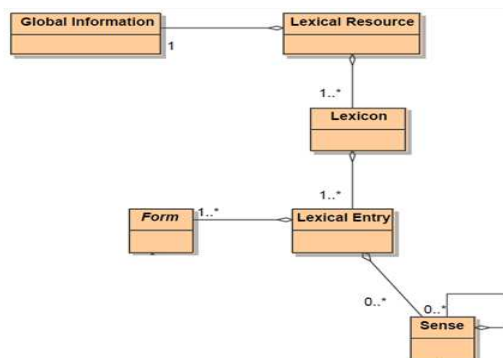 Global Information
Lexical Resource
1
1..*
Lexicon
1..*
Form
1..*
Lexical Entry
0..*
0..*
Sense